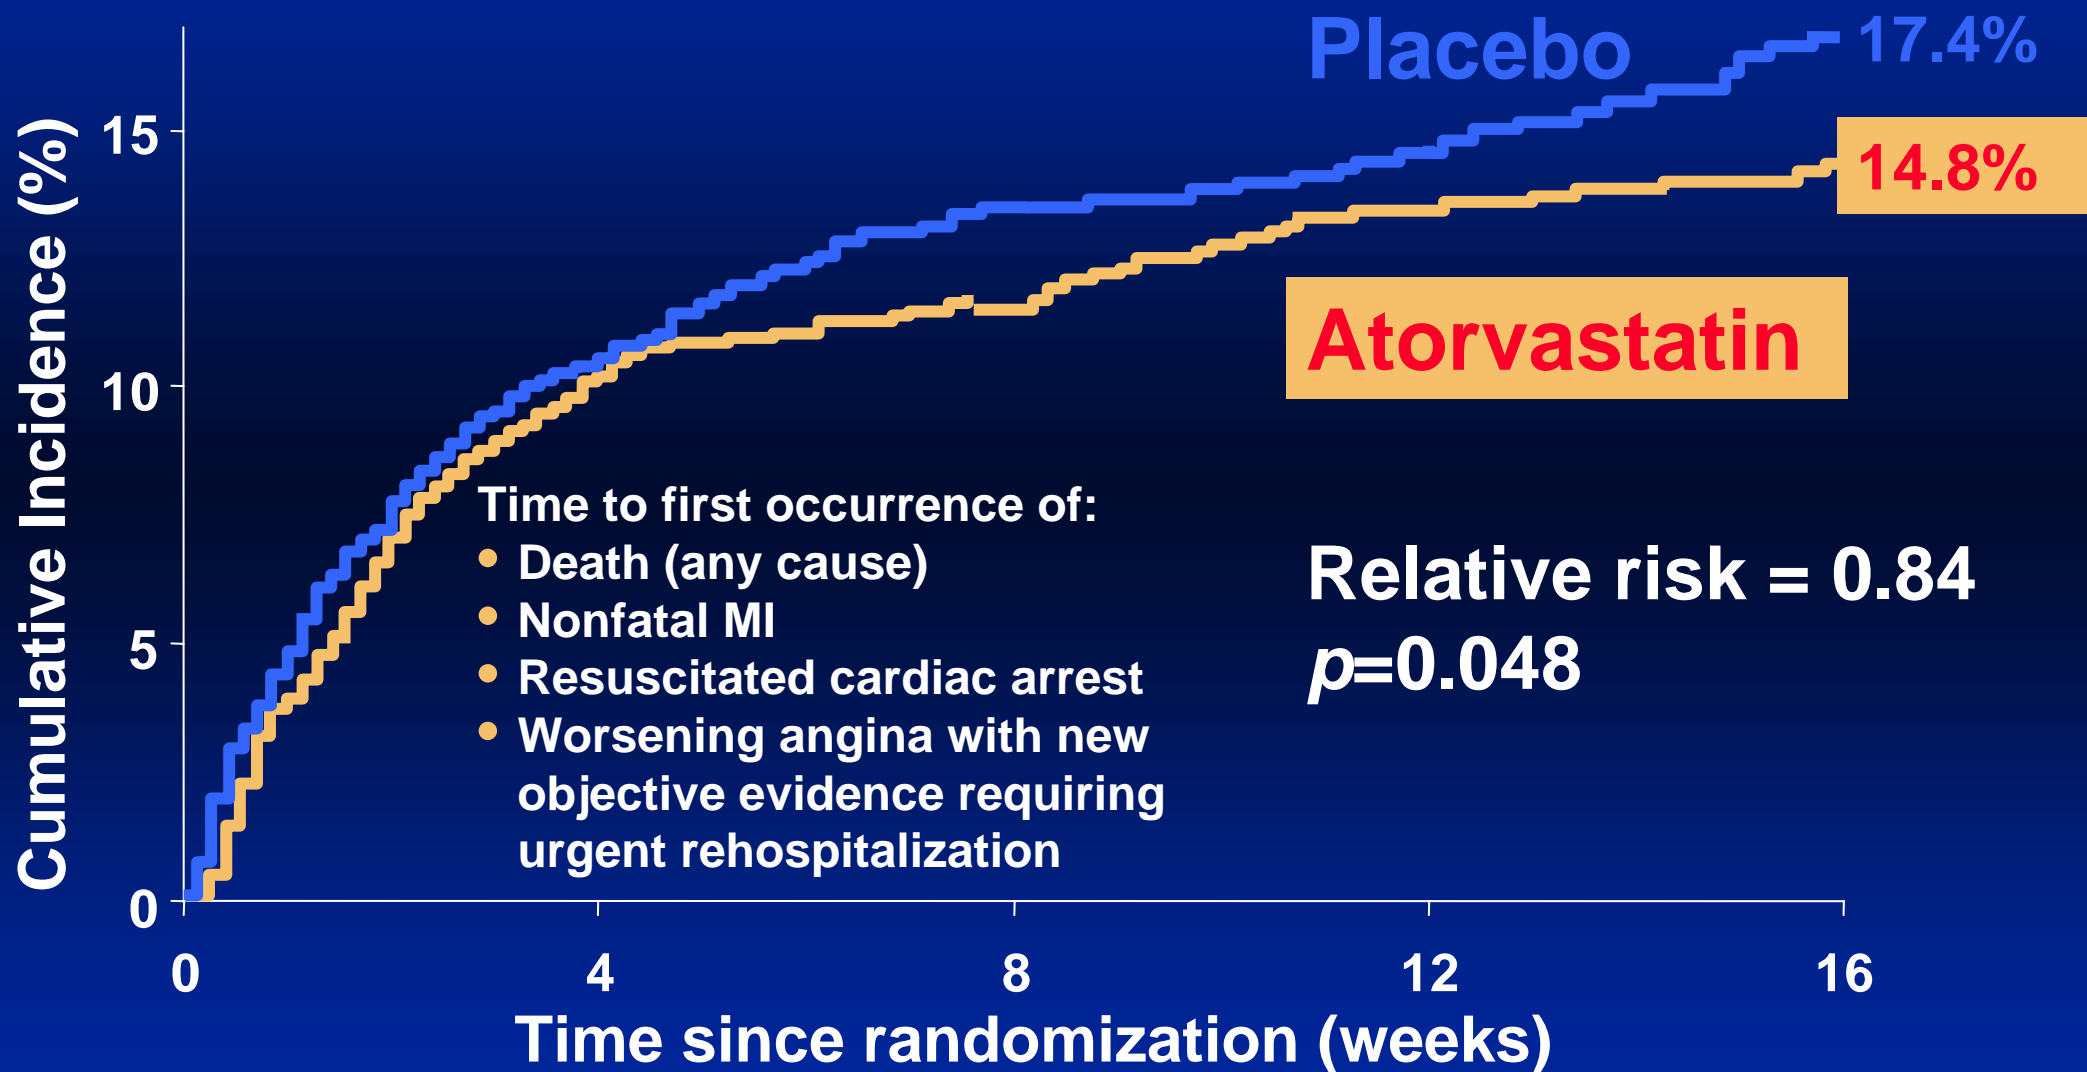 Placebo
17.4%
14.8%
Atorvastatin
Cumulative Incidence (%)
15
10
5
0
Time to first occurrence of:
• Death (any cause)
• Nonfatal MI
• Resuscitated cardiac arrest
• Worsening angina with new
objective evidence requiring
urgent rehospitalization
Relative risk = 0.84
p=0.048
0 4 8 12 16
Time since randomization (weeks)